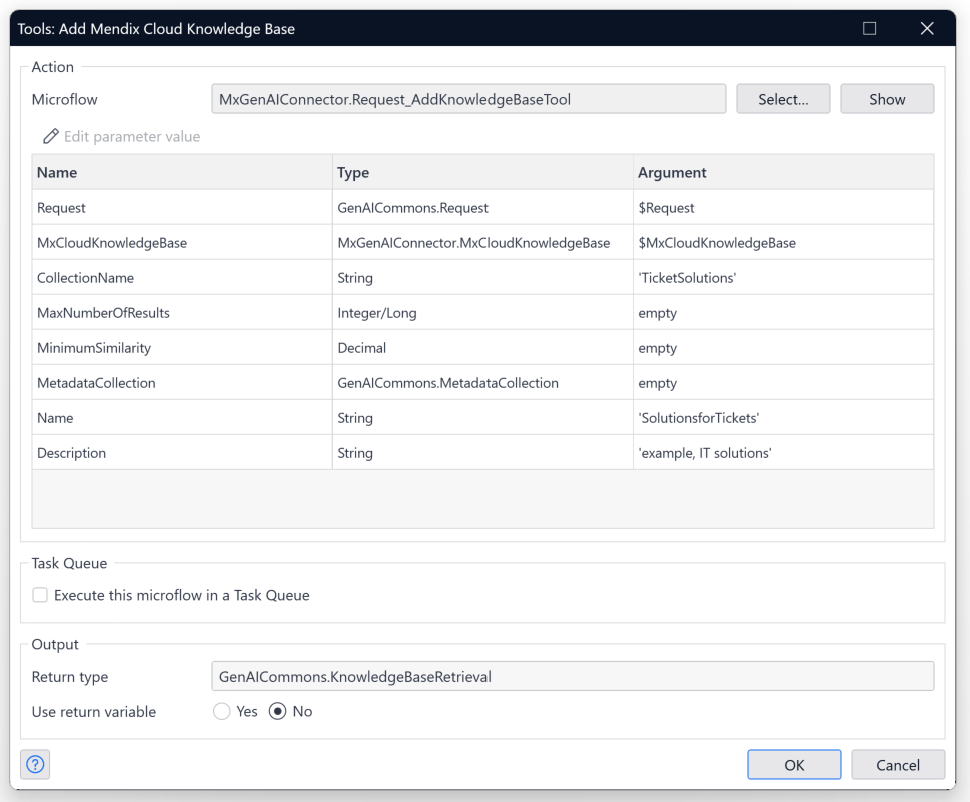 Tools: Add Mendix Cloud Knowledge Base
Action
Microflow MxGenAIConnector.Request_AddKnowledgeBaseTool Select... Show
Edit parameter value
Name Type Argument
Request GenAICommons.Request $Request
MxCloudKnowledgeBase MxGenAIConnector.MxCloudKnowledgeBase $MxCloudKnowledgeBase
CollectionName String 'TicketSolutions'
MaxNumberOfResults Integer/Long empty
MinimumSimilarity Decimal empty
MetadataCollection GenAICommons.MetadataCollection empty
Name String 'SolutionsforTickets'
Description String 'example, IT solutions'
Task Queue
Execute this microflow in a Task Queue
Output
Return type GenAICommons.KnowledgeBaseRetrieval
Use return variable Yes No
? OK Cancel